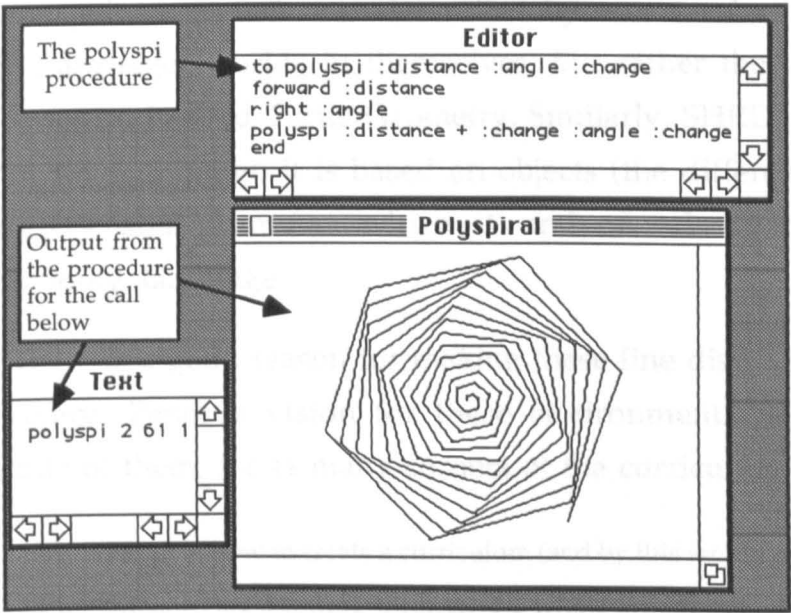 The polyspi
procedure
Editor
to polyspi :distance :angle :change
forward :distance
right :angle
polyspi :distance + :change :angle :change
end
Output from
the procedure
for the call
below
Polyspiral
Text
polyspi 2 61 1